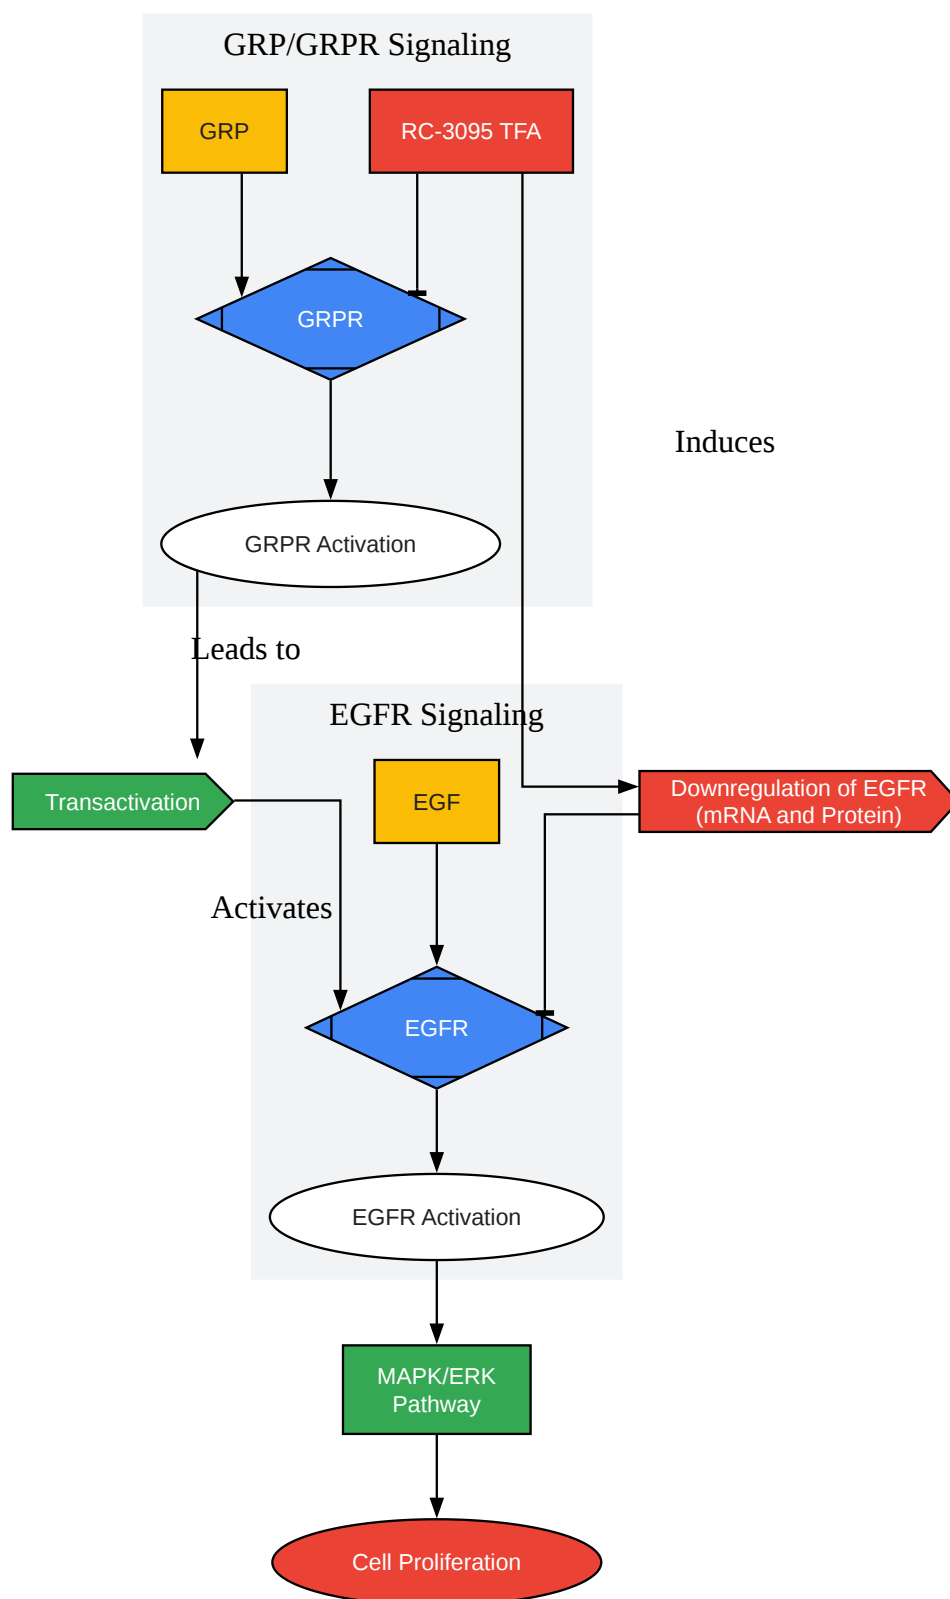 GRP/GRPR Signaling
GRP
RC-3095 TFA
GRPR
Induces
GRPR Activation
Leads to
EGFR Signaling
Transactivation
EGF
Downregulation of EGFR
(mRNA and Protein)
Activates
EGFR
EGFR Activation
MAPK/ERK
Pathway
Cell Proliferation